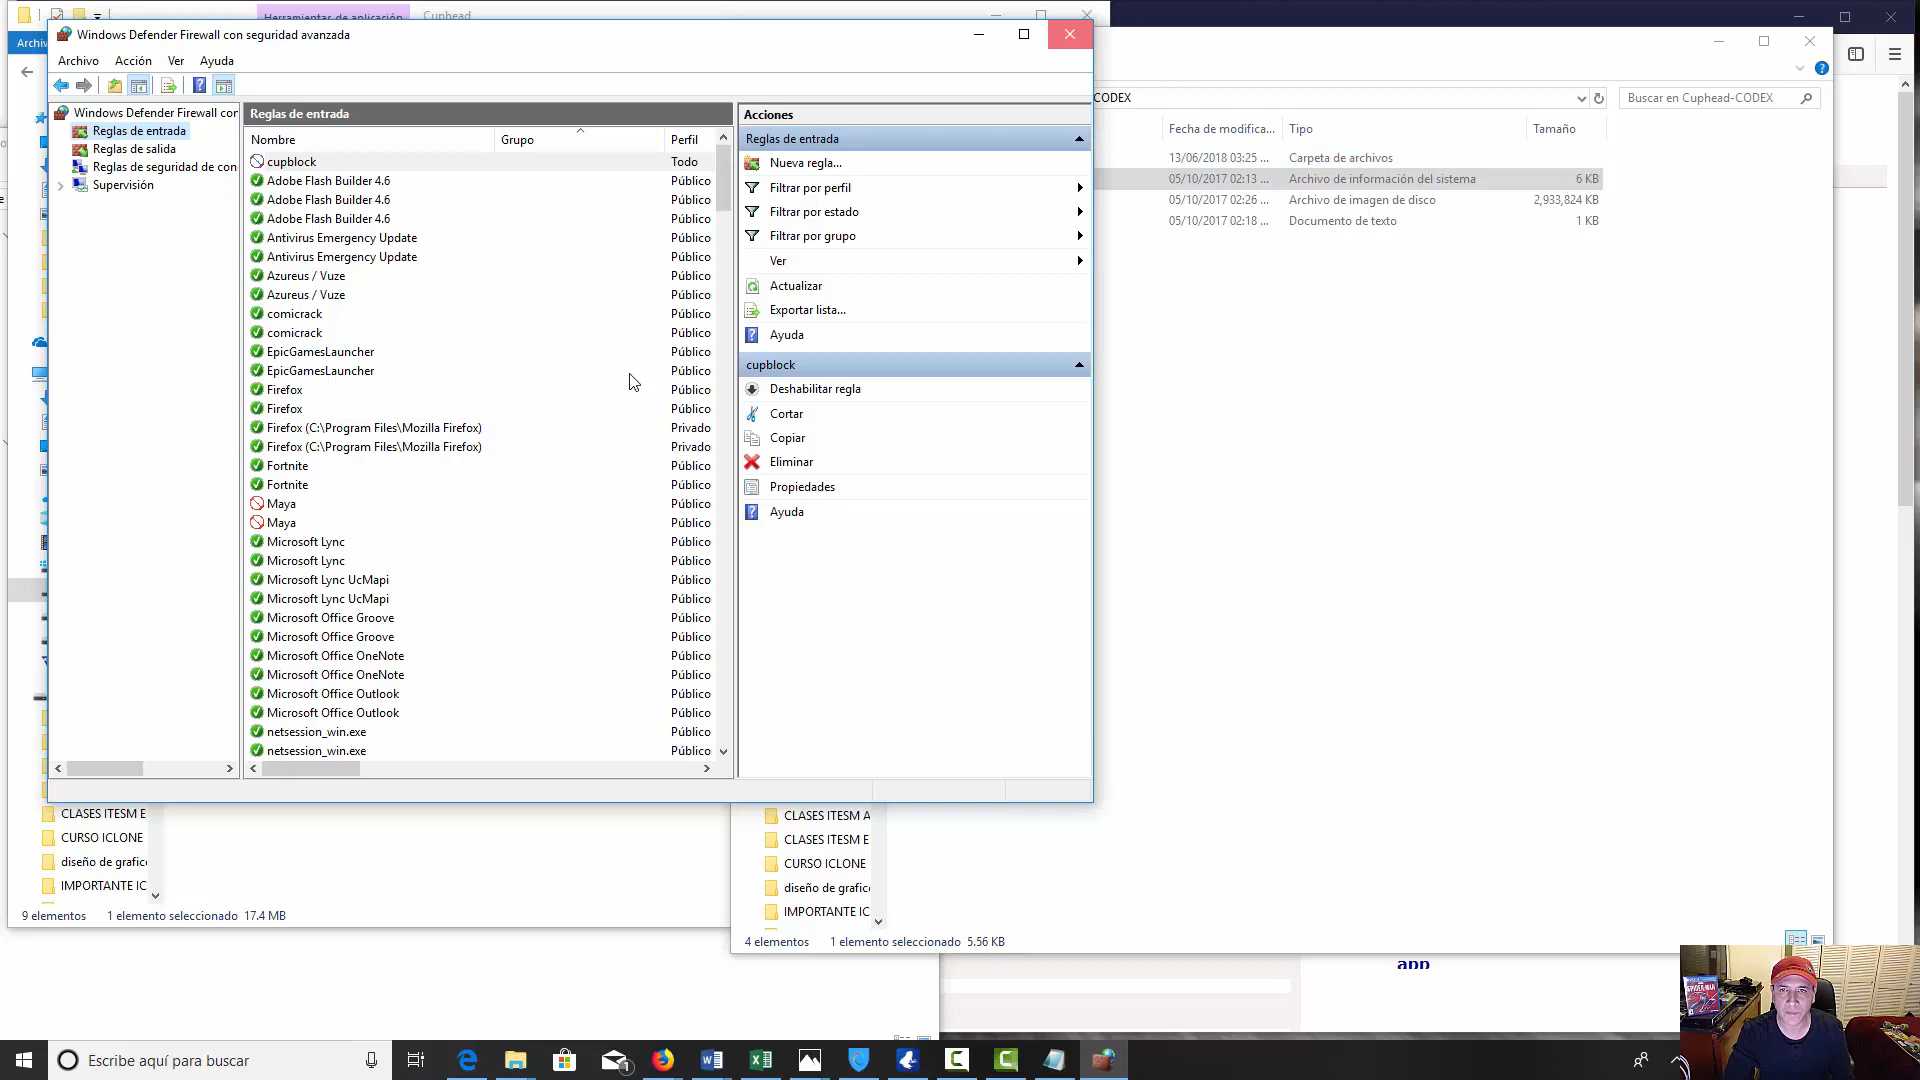 Herramientas de aplicación
Cuphead
Archiv
Windows Defender Firewall con seguridad avanzada
Archivo
Acción
Ver
Ayuda
Windows Defender Firewall con
Reglas de entrada
Reglas de salida
Reglas de seguridad de con
Supervisión
Reglas de entrada
Nombre
Grupo
Perfil
cupblock
Todo
Adobe Flash Builder 4.6
Público
Adobe Flash Builder 4.6
Público
Adobe Flash Builder 4.6
Público
Antivirus Emergency Update
Público
Antivirus Emergency Update
Público
Azureus / Vuze
Público
Azureus / Vuze
Público
comicrack
Público
comicrack
Público
EpicGamesLauncher
Público
EpicGamesLauncher
Público
Firefox
Público
Firefox
Público
Firefox (C:\Program Files\Mozilla Firefox)
Privado
Firefox (C:\Program Files\Mozilla Firefox)
Privado
Fortnite
Público
Fortnite
Público
Maya
Público
Maya
Público
Microsoft Lync
Público
Microsoft Lync
Público
Microsoft Lync UcMapi
Público
Microsoft Lync UcMapi
Público
Microsoft Office Groove
Público
Microsoft Office Groove
Público
Microsoft Office OneNote
Público
Microsoft Office OneNote
Público
Microsoft Office Outlook
Público
Microsoft Office Outlook
Público
netsession_win.exe
Público
netsession_win.exe
Público
Acciones
Reglas de entrada
Nueva regla...
Filtrar por perfil
Filtrar por estado
Filtrar por grupo
Ver
Actualizar
Exportar lista...
Ayuda
cupblock
Deshabilitar regla
Cortar
Copiar
Eliminar
Propiedades
Ayuda
CODEX
Buscar en Cuphead-CODEX
Fecha de modifica...
Tipo
Tamaño
13/06/2018 03:25 ...
Carpeta de archivos
05/10/2017 02:13 ...
Archivo de información del sistema
6 KB
05/10/2017 02:26 ...
Archivo de imagen de disco
2,933,824 KB
05/10/2017 02:18 ...
Documento de texto
1 KB
CLASES ITESM E
CURSO ICLONE
diseño de grafico
IMPORTANTE IC
9 elementos
1 elemento seleccionado 17.4 MB
CLASES ITESM A
CLASES ITESM E
CURSO ICLONE
diseño de grafico
IMPORTANTE IC
4 elementos
1 elemento seleccionado 5.56 KB
app
SPIDER-MAN
Escribe aquí para buscar
1